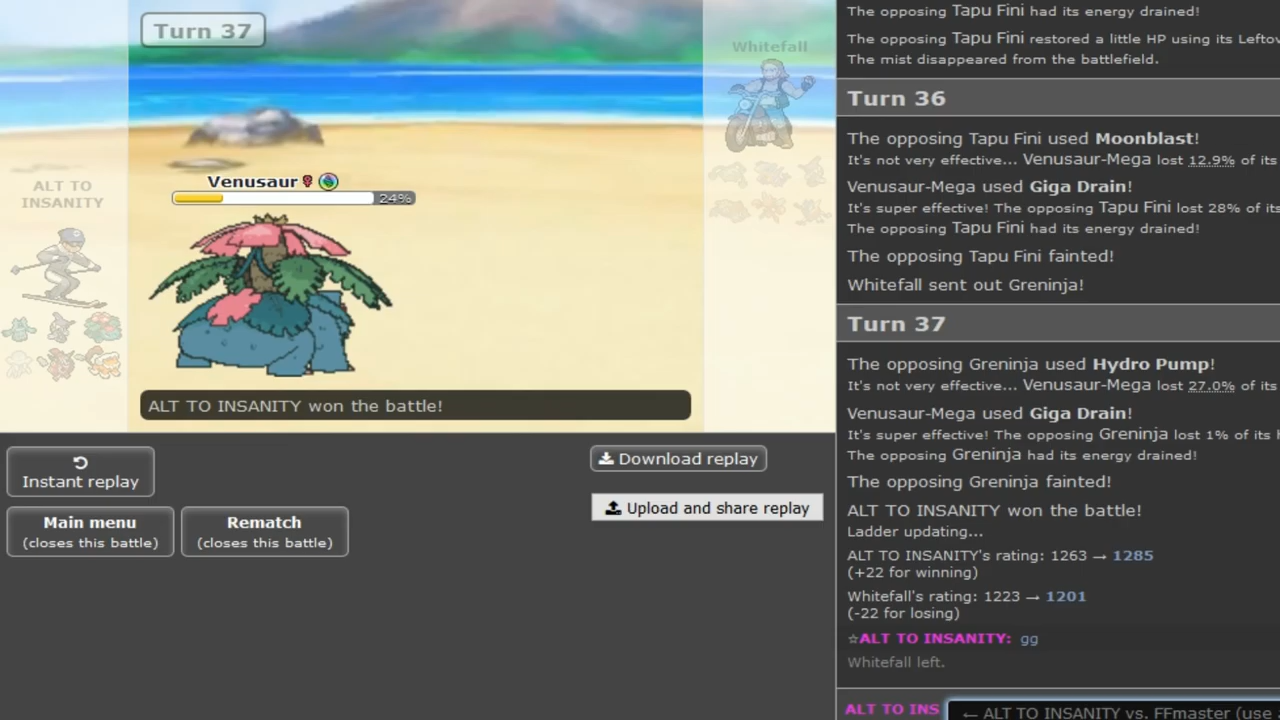 Turn 37
Whitefall
ALT TO
INSANITY
Venusaur
24%
ALT TO INSANITY won the battle!
Instant replay
Main menu
(closes this battle)
Rematch
(closes this battle)
Download replay
Upload and share replay
The opposing Tapu Fini had its energy drained!
The opposing Tapu Fini restored a little HP using its
The mist disappeared from the battlefield.
Turn 36
The opposing Tapu Fini used Moonblast!
It's not very effective... Venusaur-Mega lost 12.9% of its
Venusaur-Mega used Giga Drain!
It's super effective! The opposing Tapu Fini lost 28% of its
The opposing Tapu Fini had its energy drained!
The opposing Tapu Fini fainted!
Whitefall sent out Greninja!
Turn 37
The opposing Greninja used Hydro Pump!
It's not very effective... Venusaur-Mega lost 27.0% of its
Venusaur-Mega used Giga Drain!
It's super effective! The opposing Greninja lost 1% of its
The opposing Greninja had its energy drained!
The opposing Greninja fainted!
ALT TO INSANITY won the battle!
Ladder updating...
ALT TO INSANITY's rating: 1263 → 1285
(+22 for winning)
Whitefall's rating: 1223 → 1201
(-22 for losing)
☆ALT TO INSANITY: gg
Whitefall left.
ALT TO INS
← ALT TO INSANITY vs. FFmaster (use